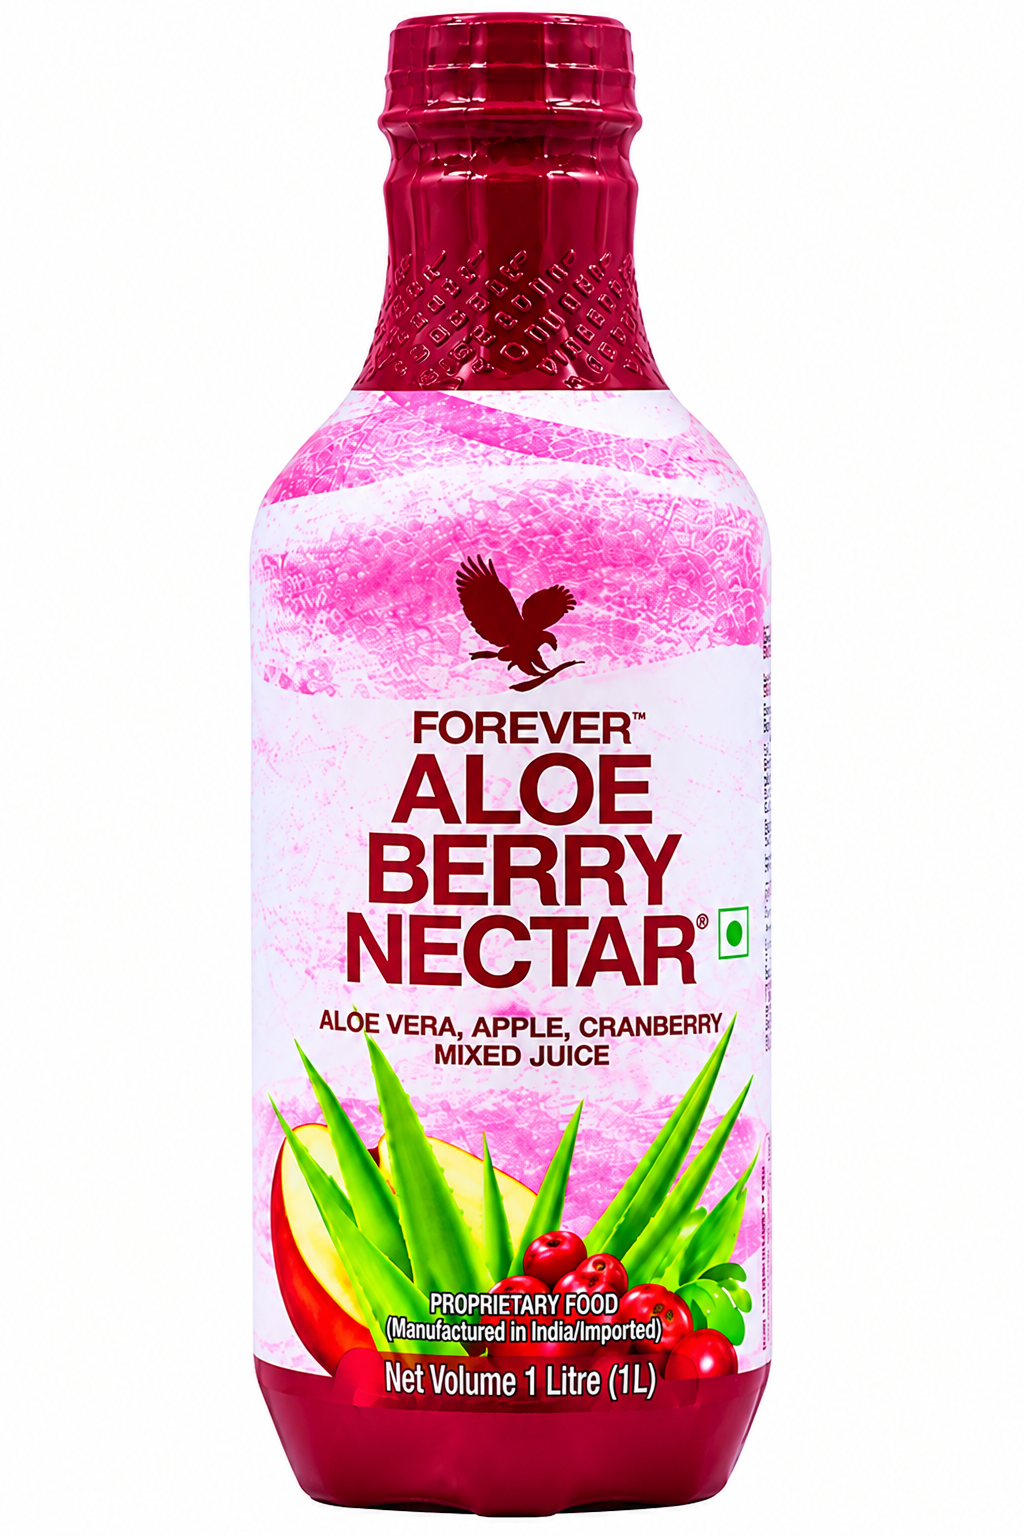 FOREVER™
ALOE
BERRY
NECTAR®
ALOE VERA, APPLE, CRANBERRY
MIXED JUICE
PROPRIETARY FOOD
(Manufactured in India/Imported)
Net Volume 1 Litre (1L)